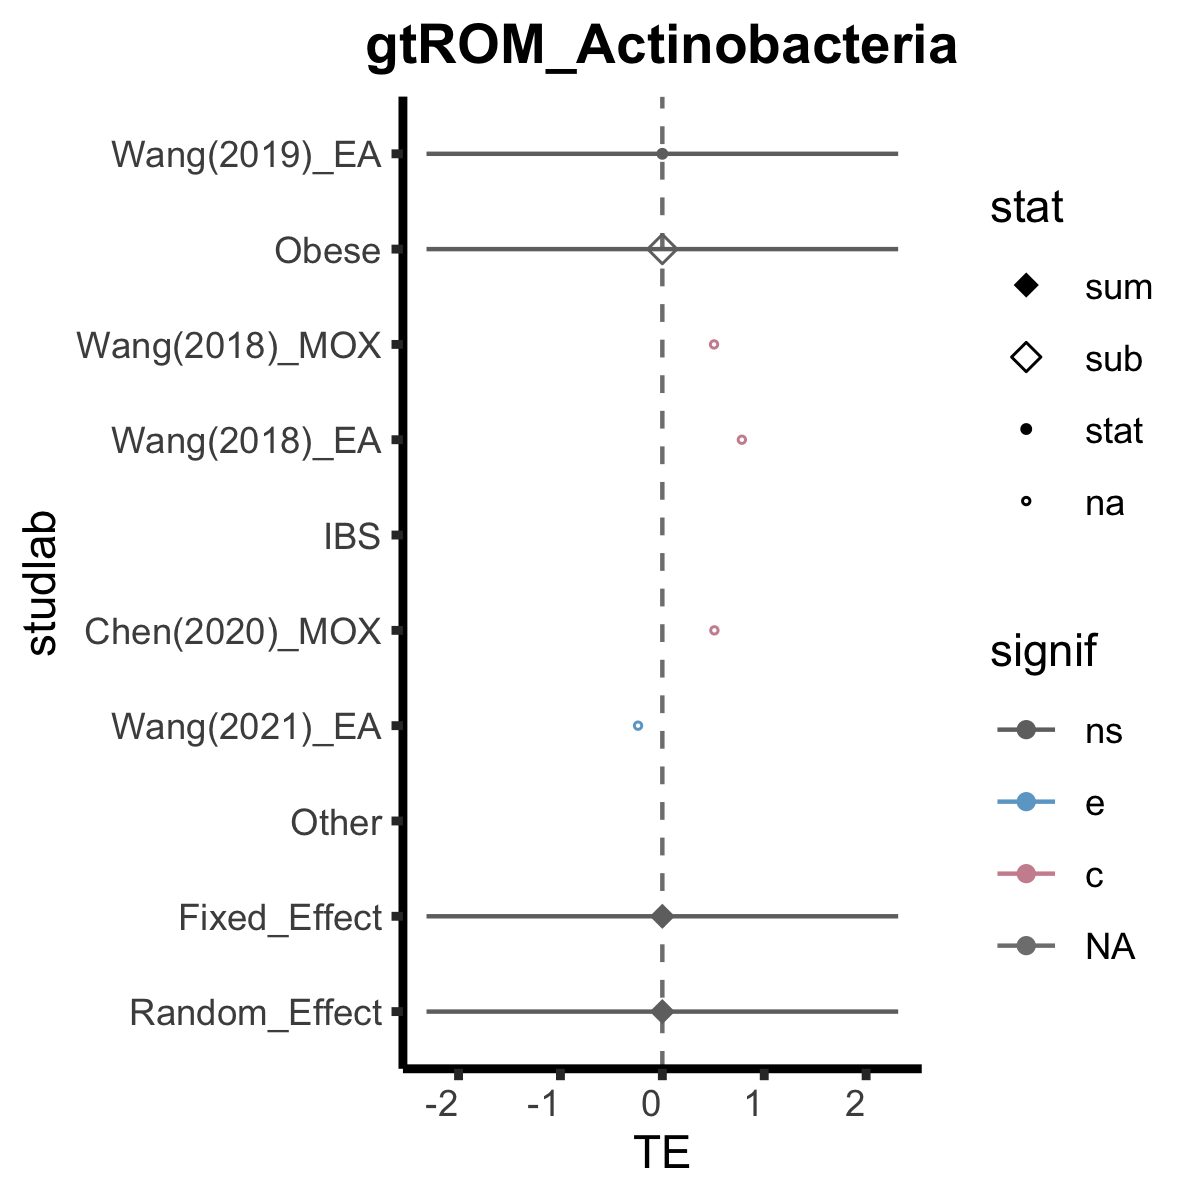 gtROM_Actinobacteria
studlab
Wang(2019)_EA
Obese
Wang(2018)_MOX
Wang(2018)_EA
IBS
Chen(2020)_MOX
Wang(2021)_EA
Other
Fixed_Effect
Random_Effect
-2 -1 0 1 2
TE
stat
sum
sub
stat
na
signif
ns
e
c
NA